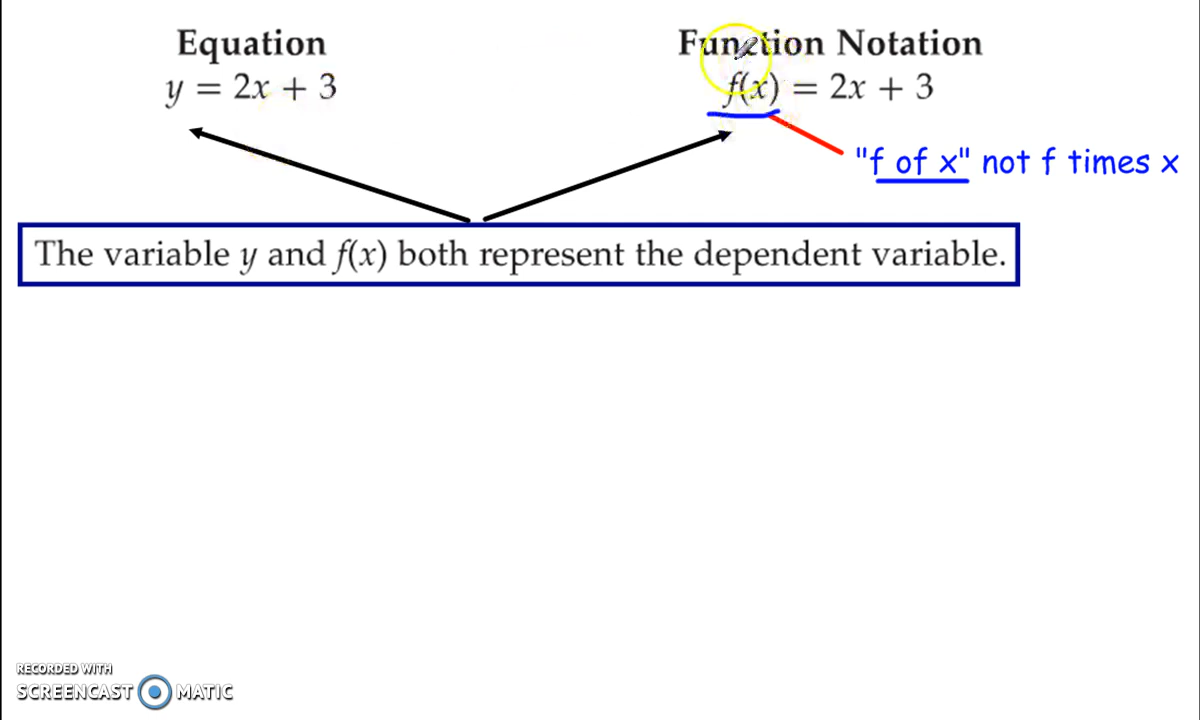 Equation
y = 2x + 3
Function Notation
f(x) = 2x + 3
"f of x" not f times x
The variable y and f(x) both represent the dependent variable.
RECORDED WITH
SCREENCAST MATIC